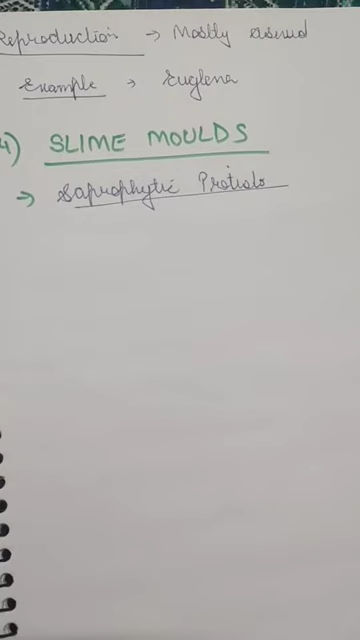 Reproduction → Mostly asexual
Example → Euglena
4) SLIME MOULDS
→ Saprophytic Protists